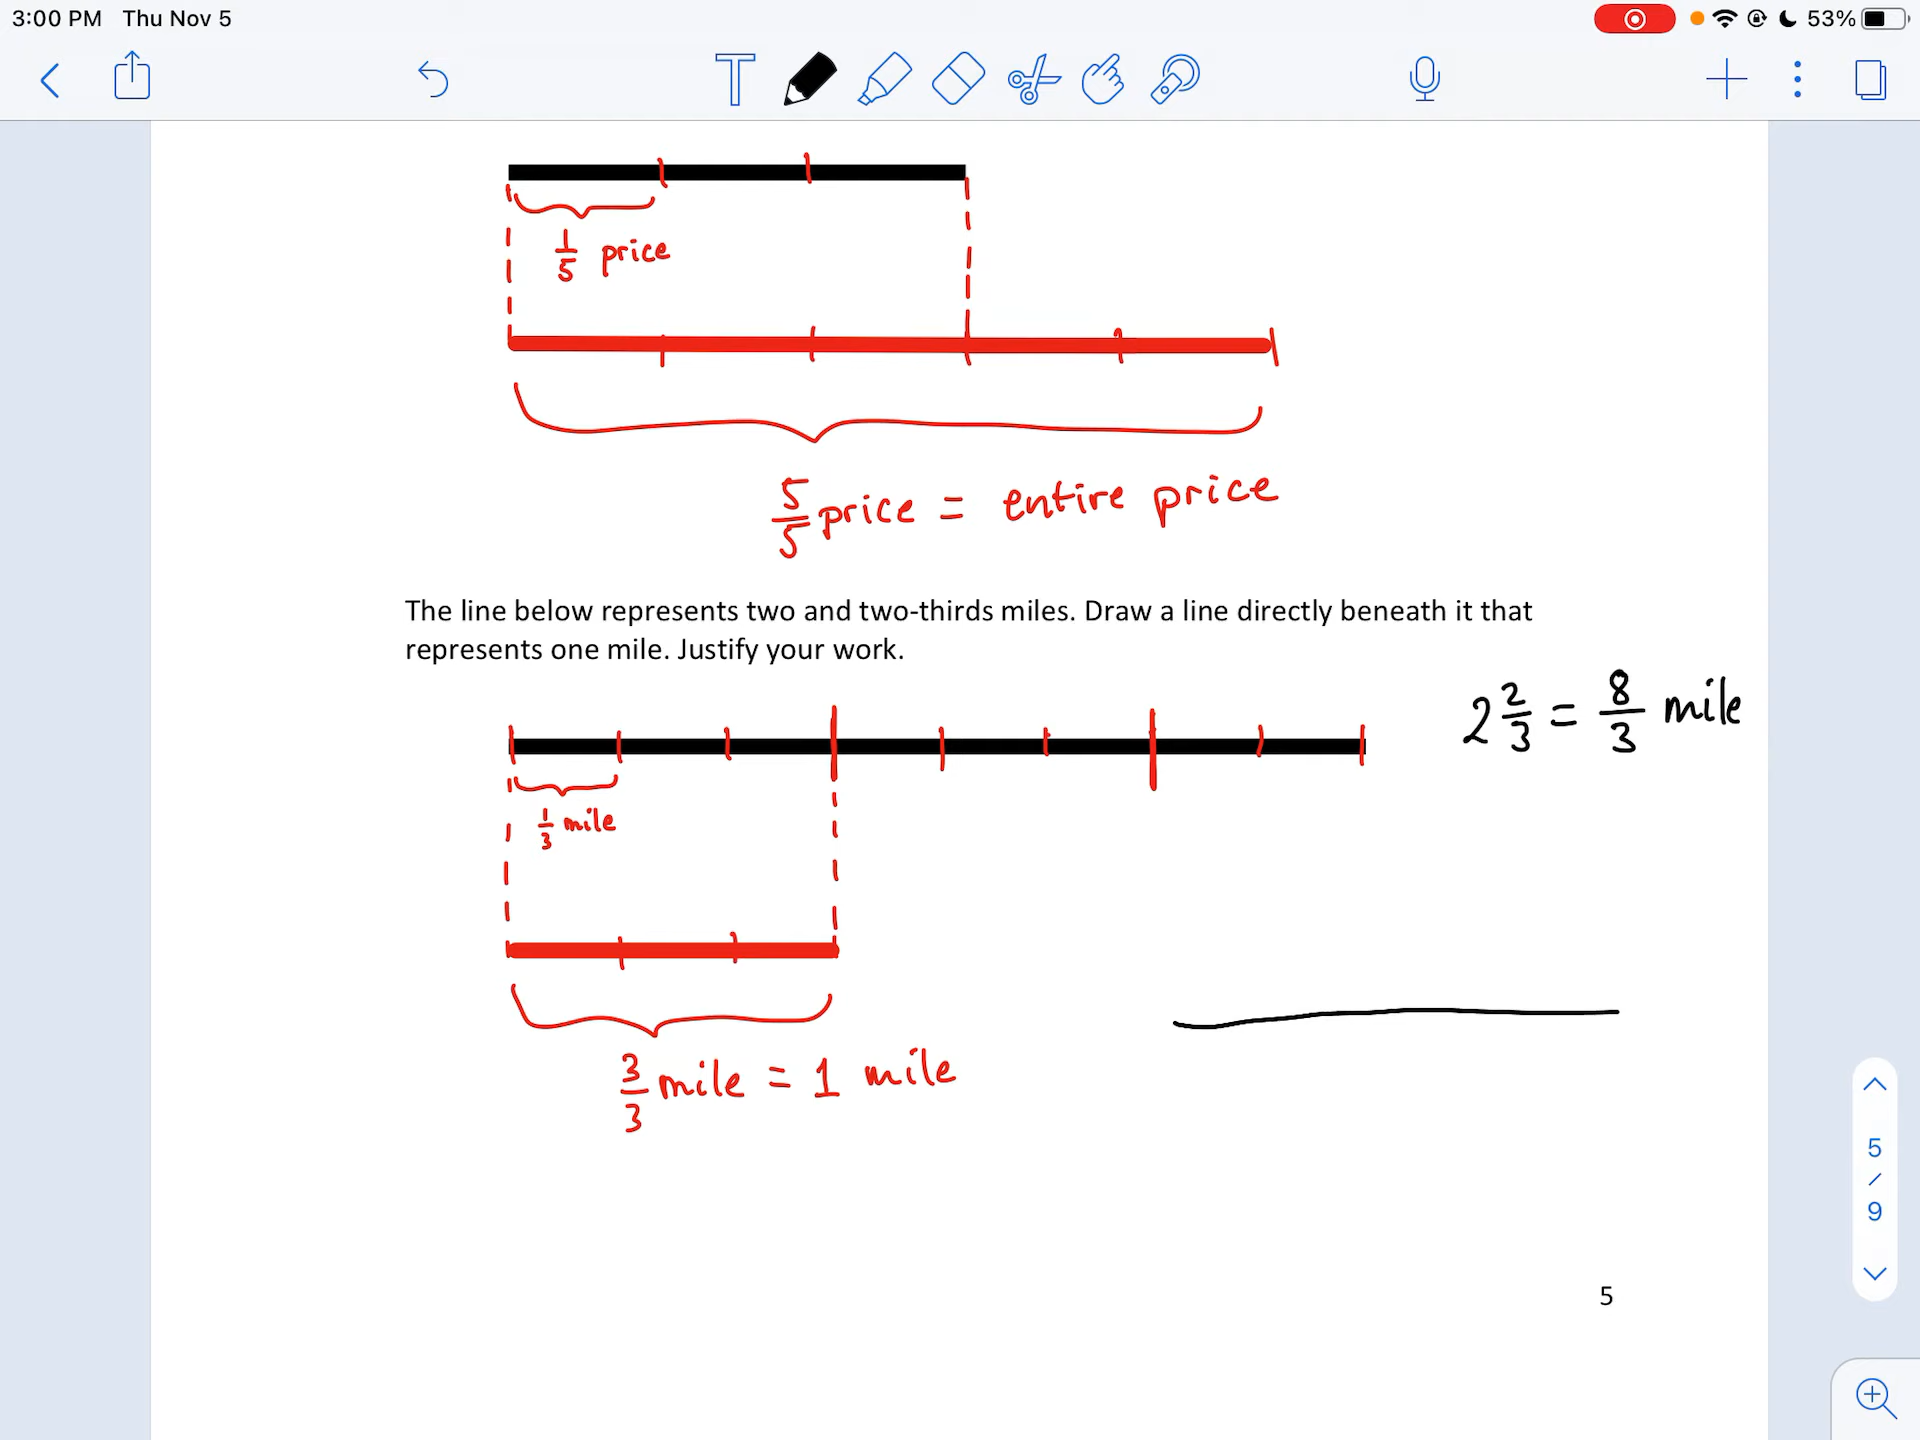 3:00 PM Thu Nov 5
53%
T
1/5 price
5/5 price = entire price
The line below represents two and two-thirds miles. Draw a line directly beneath it that
represents one mile. Justify your work.
2 2/3 = 8/3 mile
1/3 mile
3/3 mile = 1 mile
5
/
9
5